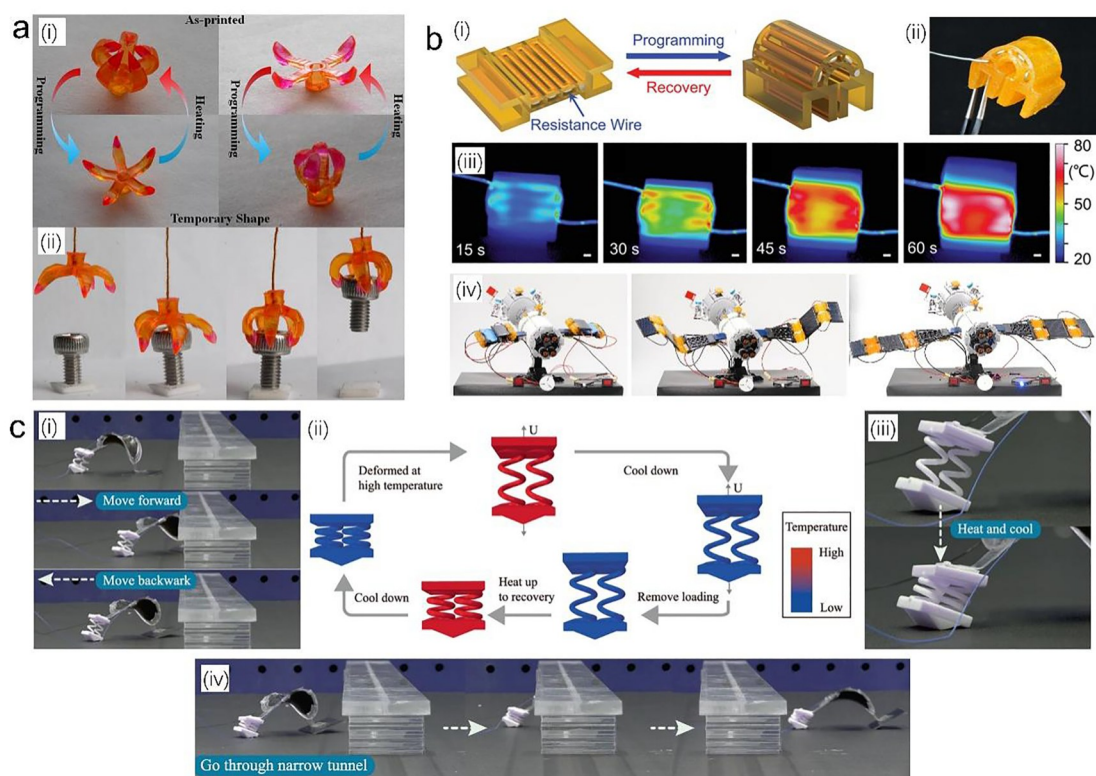 a
(i)
As-printed
Programming
Heating
Programming
Heating
Temporary Shape
(ii)
b
(i)
Programming
Recovery
Resistance Wire
(ii)
(iii)
15 s
30 s
45 s
60 s
80
(℃)
50
20
(iv)
c
(i)
Move forward
Move backwark
(ii)
Deformed at
high temperature
U
Cool down
U
Remove loading
Heat up
to recovery
Cool down
Temperature
High
Low
(iii)
Heat and cool
(iv)
Go through narrow tunnel